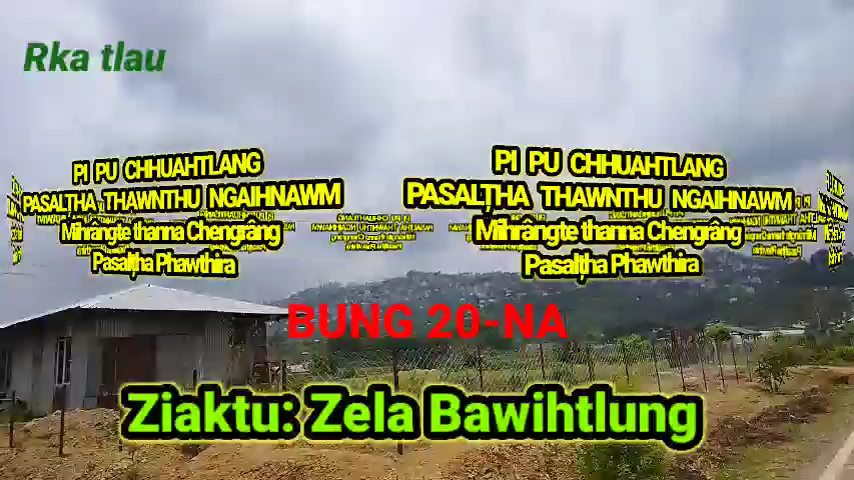 Rka tlau
PI PU CHHUAHTLANG
PASALṬHA THAWNTHU NGAIHNAWM
Mihrângte thanna Chengrâng
Pasalṭha Phawthira
PI PU CHHUAHTLANG
PASALṬHA THAWNTHU NGAIHNAWM
Mihrângte thanna Chengrâng
Pasalṭha Phawthira
BUNG 20-NA
Ziaktu: Zela Bawihtlung